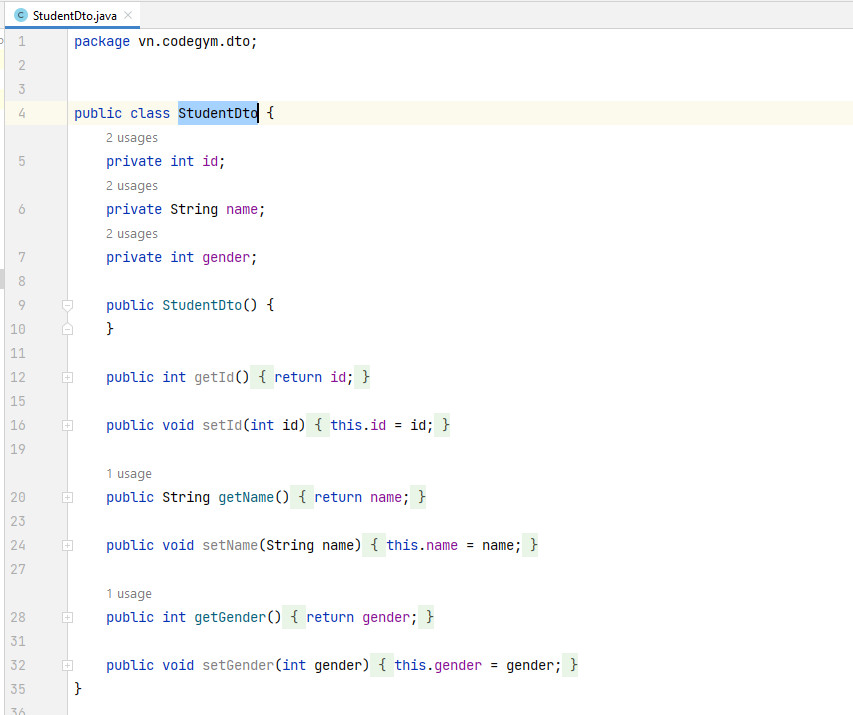 StudentDto.java
1 package vn.codegym.dto;
2
3
4 public class StudentDto {
2 usages
5 private int id;
2 usages
6 private String name;
2 usages
7 private int gender;
8
9 public StudentDto() {
10 }
11
12 public int getId() { return id; }
15
16 public void setId(int id) { this.id = id; }
19
1 usage
20 public String getName() { return name; }
23
24 public void setName(String name) { this.name = name; }
27
1 usage
28 public int getGender() { return gender; }
31
32 public void setGender(int gender) { this.gender = gender; }
35 }
36